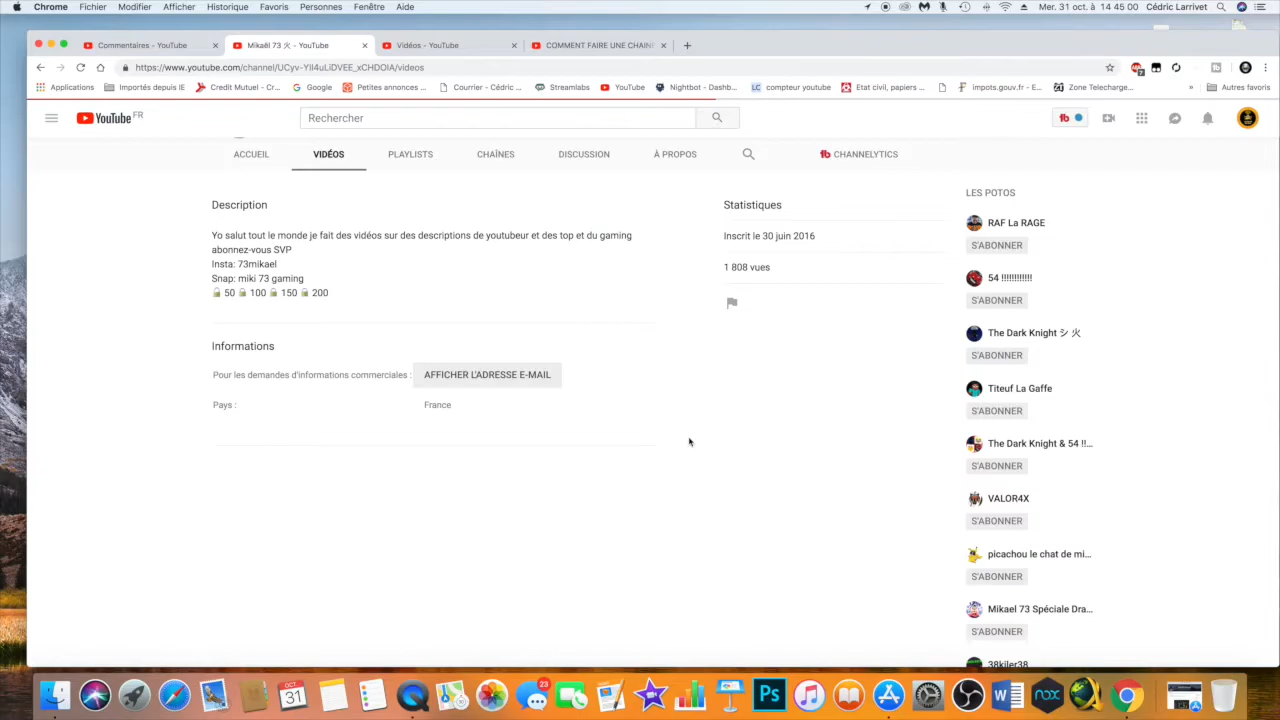 Chrome Fichier Modifier Afficher Historique Favoris Personnes Fenêtre Aide
Mer. 31 oct. à 14 45 00 Cédric Larrivet
Commentaires - YouTube
Mikaël 73 火 - YouTube
Vidéos - YouTube
COMMENT FAIRE UNE CHAIN
https://www.youtube.com/channel/UCyv-YlI4uLiDVEE_xCHDOIA/videos
Applications Importés depuis IE Credit Mutuel - Cr... Google Petites annonces ... Courrier - Cédric ... Streamlabs YouTube Nightbot - Dashb... LC compteur youtube Etat civil, papiers ... impots.gouv.fr - E... Zone Telecharge... » Autres favoris
YouTube FR
Rechercher
ACCUEIL VIDÉOS PLAYLISTS CHAÎNES DISCUSSION À PROPOS CHANNELYTICS
Description
Yo salut tout le monde je fait des vidéos sur des descriptions de youtubeur et des top et du gaming
abonnez-vous SVP
Insta: 73mikael
Snap: miki 73 gaming
50 100 150 200
Informations
Pour les demandes d'informations commerciales : AFFICHER L'ADRESSE E-MAIL
Pays : France
Statistiques
Inscrit le 30 juin 2016
1 808 vues
LES POTOS
RAF La RAGE
S'ABONNER
54 !!!!!!!!!!!!
S'ABONNER
The Dark Knight シ 火
S'ABONNER
Titeuf La Gaffe
S'ABONNER
The Dark Knight & 54 !!...
S'ABONNER
VALOR4X
S'ABONNER
picachou le chat de mi...
S'ABONNER
Mikael 73 Spéciale Dra...
S'ABONNER
38kiler38
OCT.
31
23
Ps
W
nox